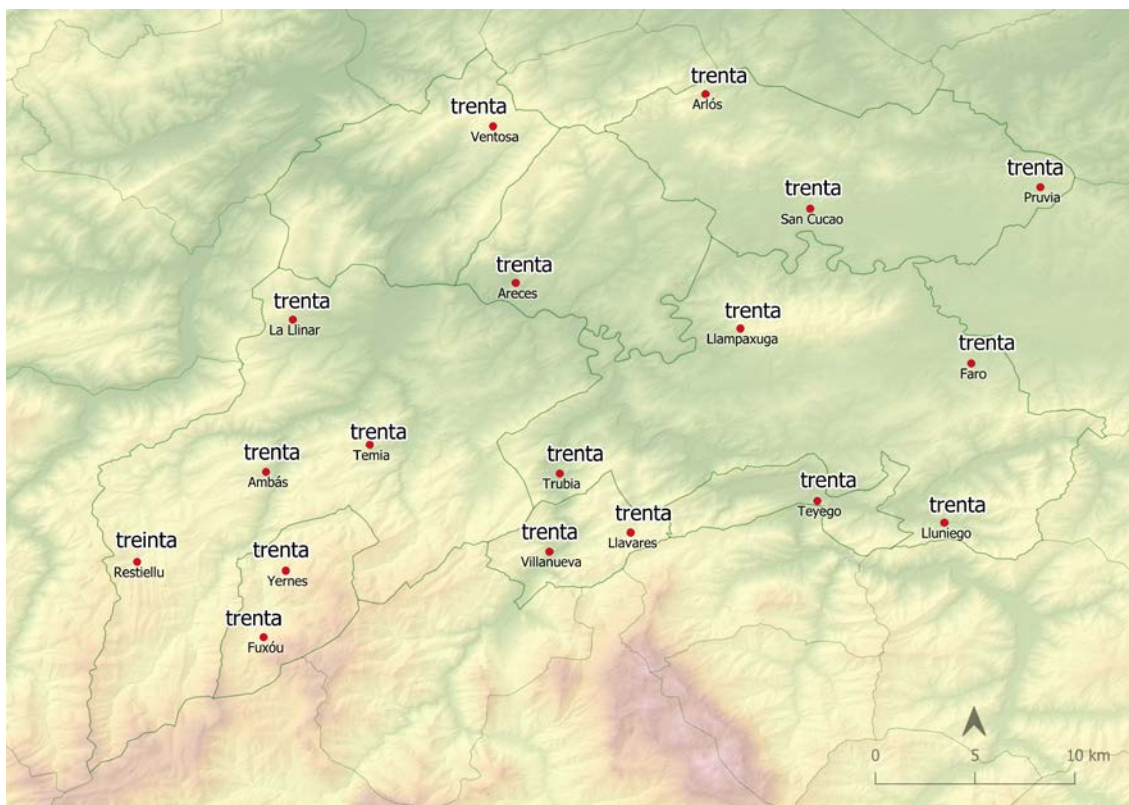 trenta
Arlós
trenta
Ventosa
trenta
Pruvia
trenta
San Cucao
trenta
Areces
trenta
La Llinar
trenta
Llampaxuga
trenta
Faro
trenta
Temia
trenta
Ambás
trenta
Trubia
trenta
Teyego
trenta
Lluniego
trenta
Llavares
trenta
Villanueva
treinta
Restiellu
trenta
Yernes
trenta
Fuxóu
0 5 10 km